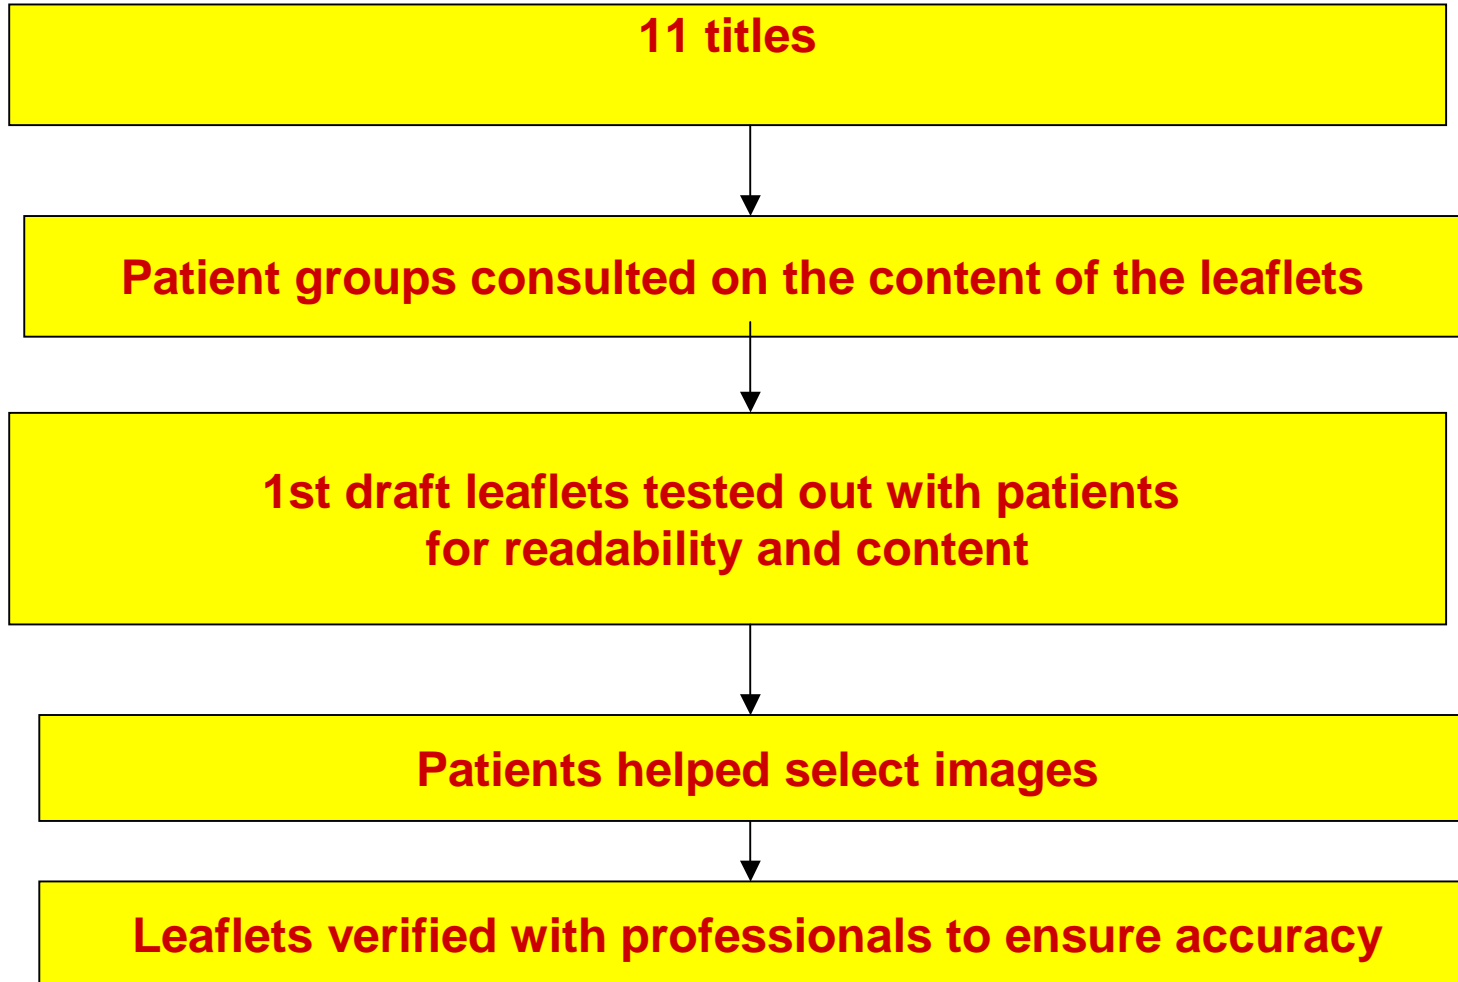 11 titles
Patient groups consulted on the content of the leaflets
1st draft leaflets tested out with patients
for readability and content
Patients helped select images
Leaflets verified with professionals to ensure accuracy